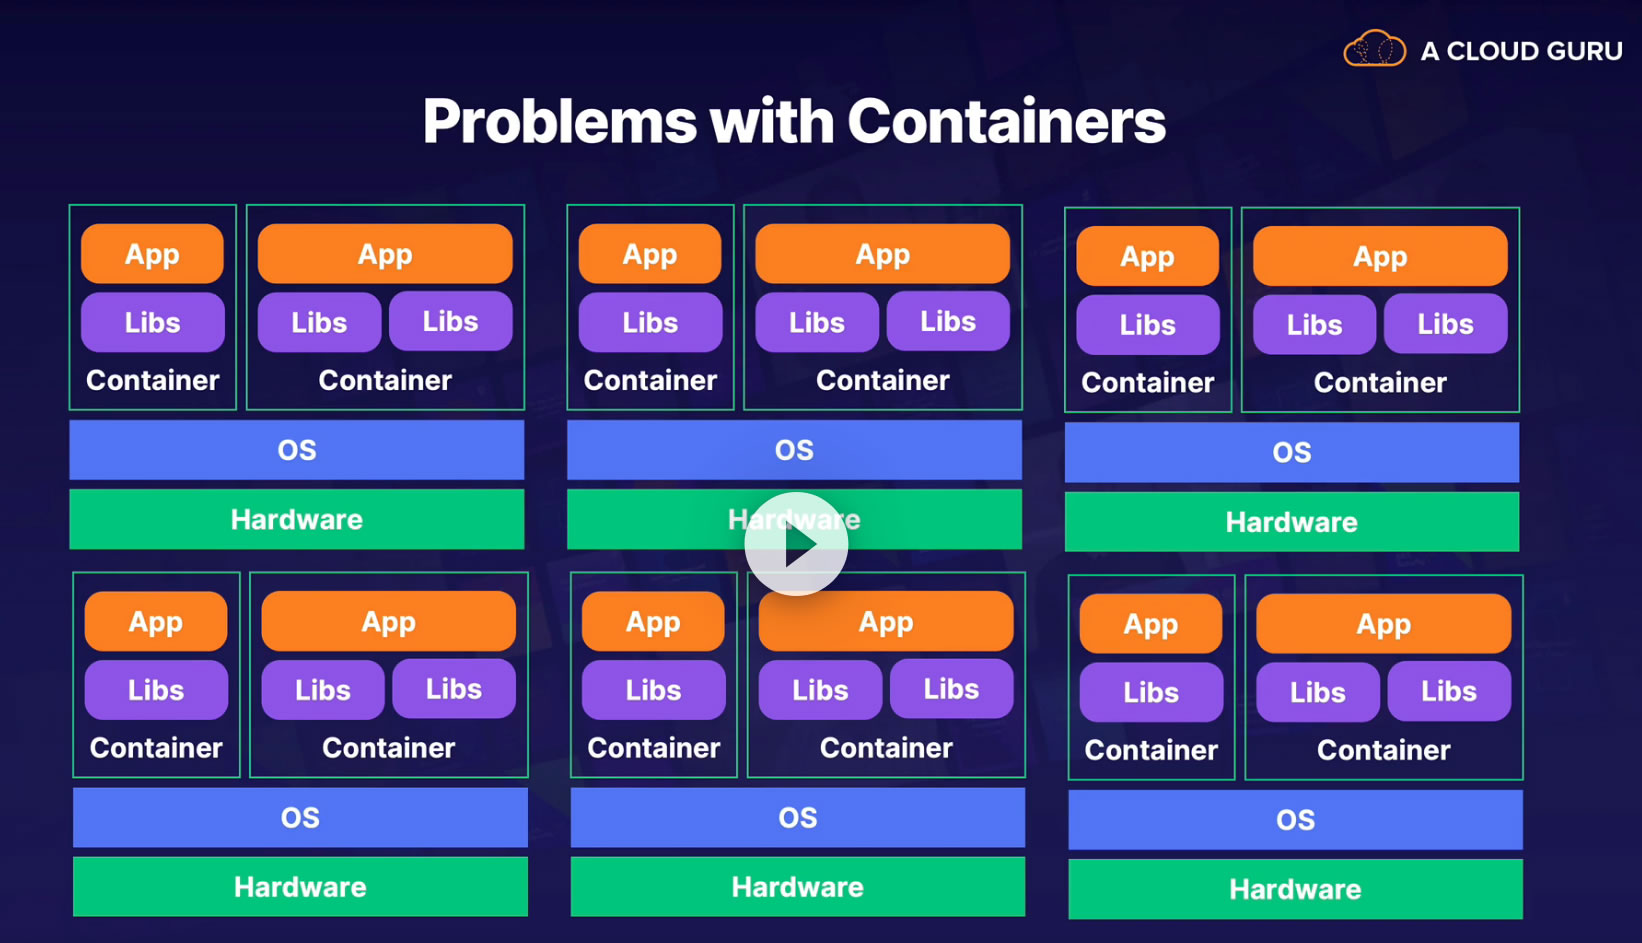 A CLOUD GURU
Problems with Containers
App App App App App App
Libs Libs Libs Libs Libs Libs Libs Libs Libs
Container Container Container Container Container Container
OS OS OS
Hardware Hardware Hardware
App App App App App App
Libs Libs Libs Libs Libs Libs Libs Libs Libs
Container Container Container Container Container Container
OS OS OS
Hardware Hardware Hardware